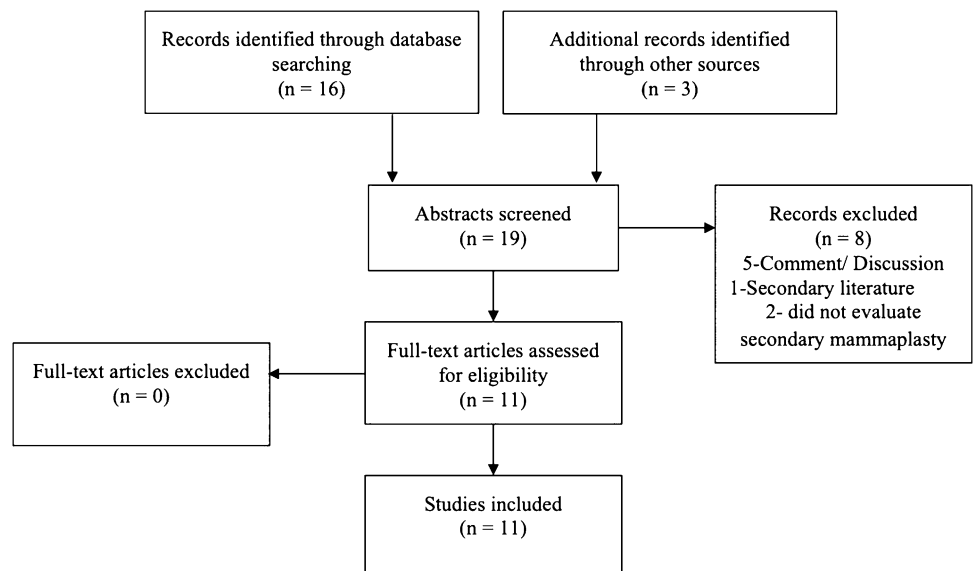 Records identified through database
searching
(n = 16)
Additional records identified
through other sources
(n = 3)
Abstracts screened
(n = 19)
Records excluded
(n = 8)
5-Comment/ Discussion
1-Secondary literature
2- did not evaluate
secondary mammaplasty
Full-text articles assessed
for eligibility
(n = 11)
Full-text articles excluded
(n = 0)
Studies included
(n = 11)